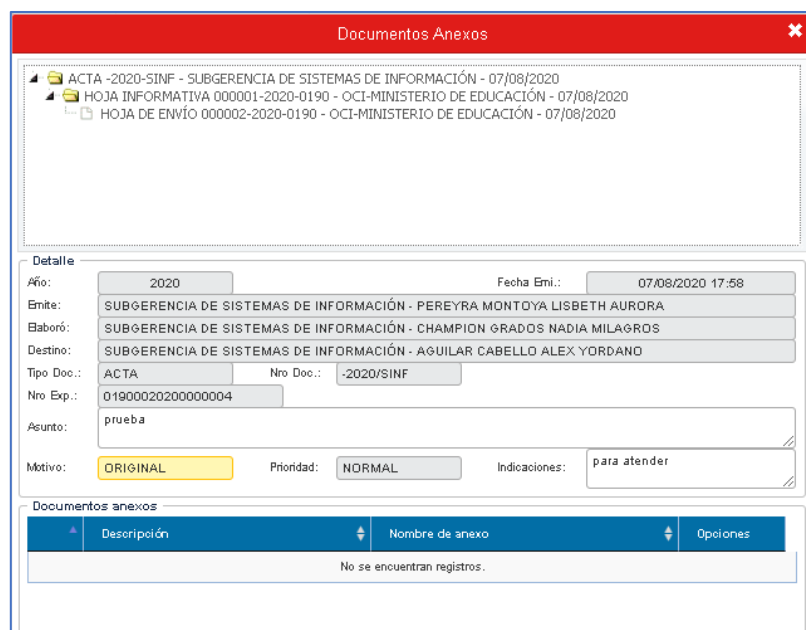 Documentos Anexos
ACTA -2020-SINF - SUBGERENCIA DE SISTEMAS DE INFORMACIÓN - 07/08/2020
HOJA INFORMATIVA 000001-2020-0190 - OCI-MINISTERIO DE EDUCACIÓN - 07/08/2020
HOJA DE ENVÍO 000002-2020-0190 - OCI-MINISTERIO DE EDUCACIÓN - 07/08/2020
Detalle
Año: 2020 Fecha Emi.: 07/08/2020 17:58
Emite: SUBGERENCIA DE SISTEMAS DE INFORMACIÓN - PEREYRA MONTOYA LISBETH AURORA
Elaboró: SUBGERENCIA DE SISTEMAS DE INFORMACIÓN - CHAMPION GRADOS NADIA MILAGROS
Destino: SUBGERENCIA DE SISTEMAS DE INFORMACIÓN - AGUILAR CABELLO ALEX YORDANO
Tipo Doc.: ACTA Nro Doc.: -2020/SINF
Nro Exp.: 01900020200000004
Asunto: prueba
Motivo: ORIGINAL Prioridad: NORMAL Indicaciones: para atender
Documentos anexos
Descripción Nombre de anexo Opciones
No se encuentran registros.